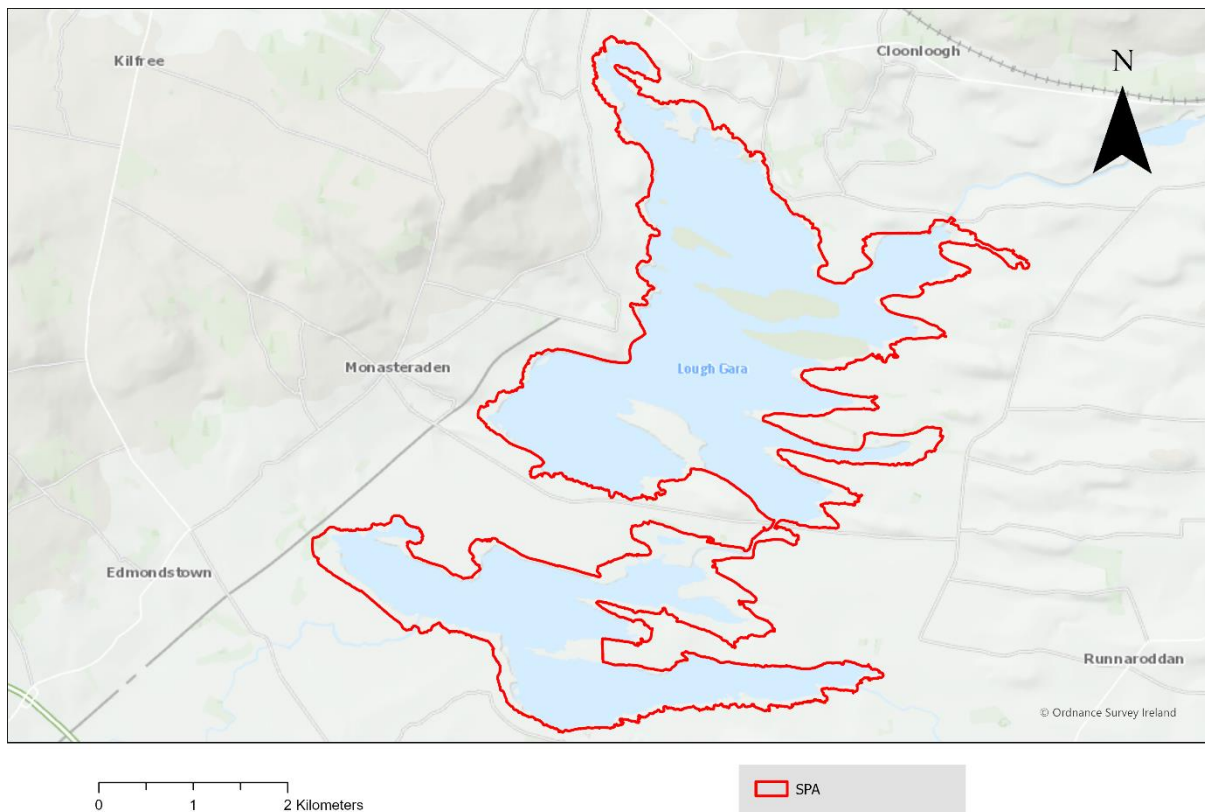 Kilfree
Cloonloogh
N
Monasteraden
Lough Gara
Edmondstown
Runnaroddan
© Ordnance Survey Ireland
0 1 2 Kilometers
SPA